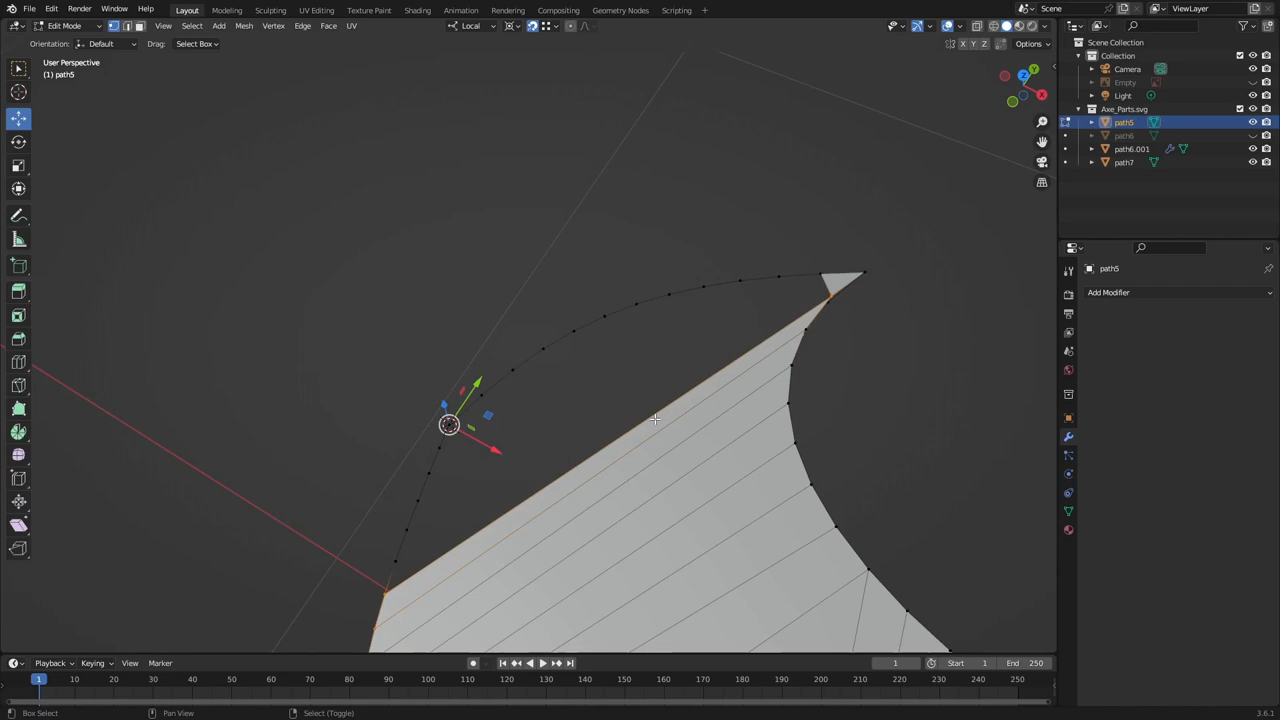 File Edit Render Window Help Layout Modeling Sculpting UV Editing Texture Paint Shading Animation Rendering Compositing Geometry Nodes Scripting + Scene ViewLayer
Edit Mode View Select Add Mesh Vertex Edge Face UV Local
Orientation: Default Drag: Select Box X Y Z Options
User Perspective
(1) path5
Z Y X
Scene Collection
Collection
Camera
Empty
Light
Axe_Parts.svg
path5
path6
path6.001
path7
path5
Add Modifier
Playback Keying View Marker 1 Start 1 End 250
1 10 20 30 40 50 60 70 80 90 100 110 120 130 140 150 160 170 180 190 200 210 220 230 240 250
Box Select Pan View Select (Toggle) 3.6.1